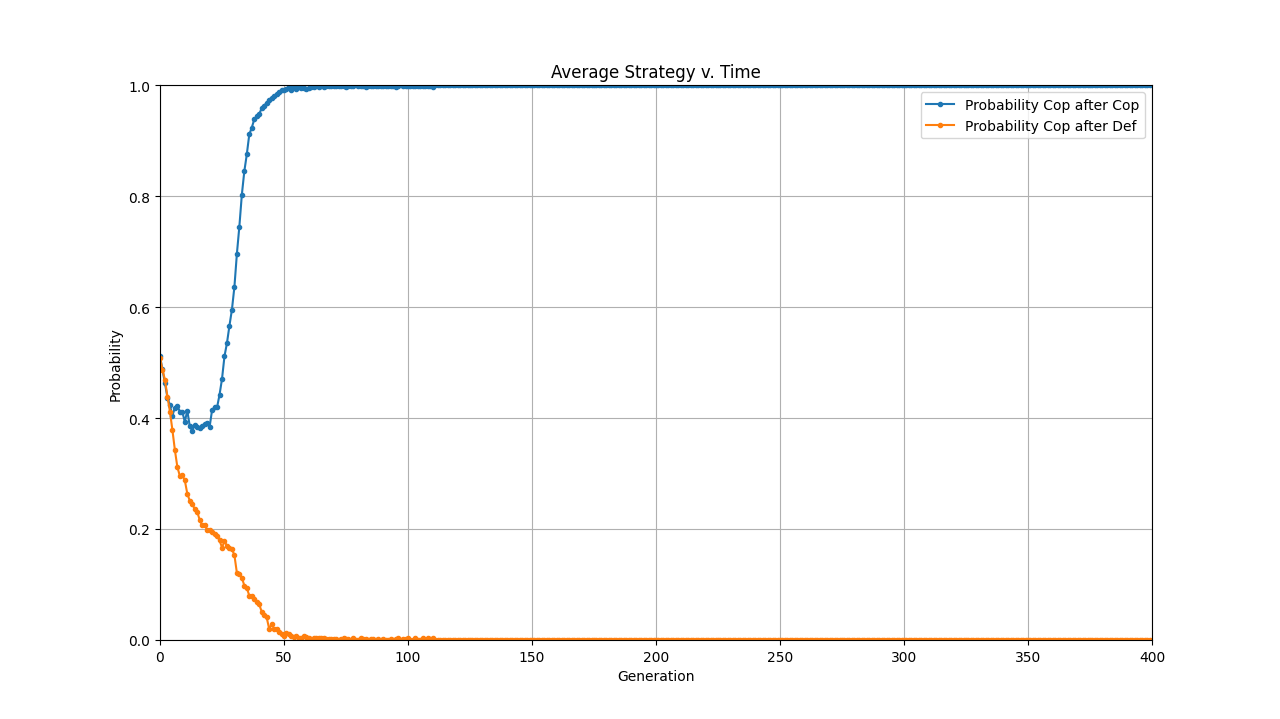 Average Strategy v. Time
Probability Cop after Cop
Probability Cop after Def
Probability
1.0
0.8
0.6
0.4
0.2
0.0
0 50 100 150 200 250 300 350 400
Generation